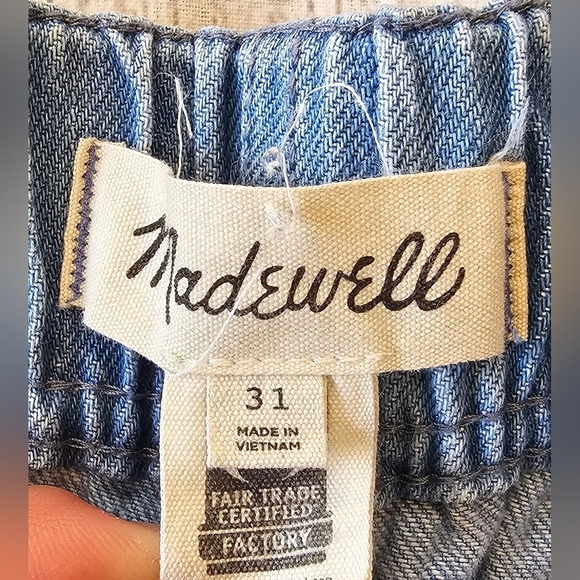 Madewell
31
MADE IN
VIETNAM
FAIR TRADE
CERTIFIED
FACTORY